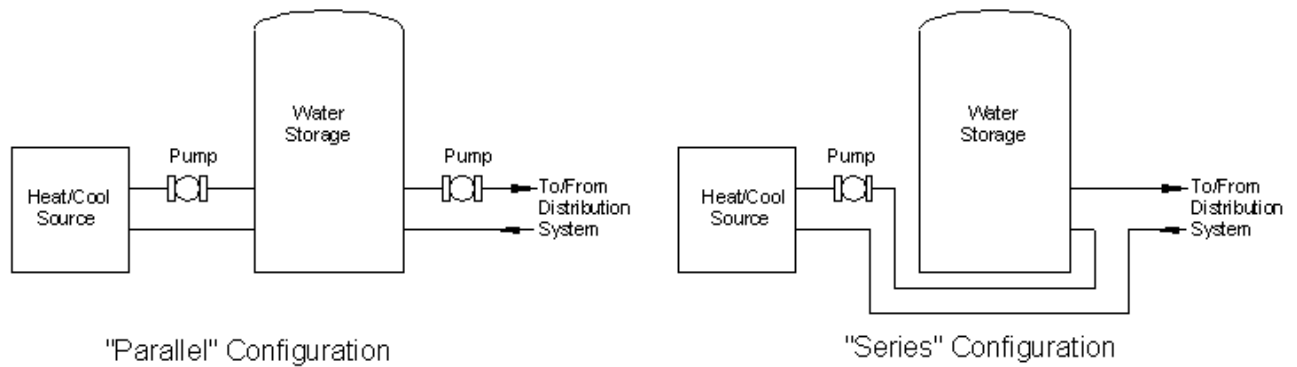 Water
Storage
Pump
Pump
Heat/Cool
Source
To/From
Distribution
System
"Parallel" Configuration
Water
Storage
Pump
Heat/Cool
Source
To/From
Distribution
System
"Series" Configuration